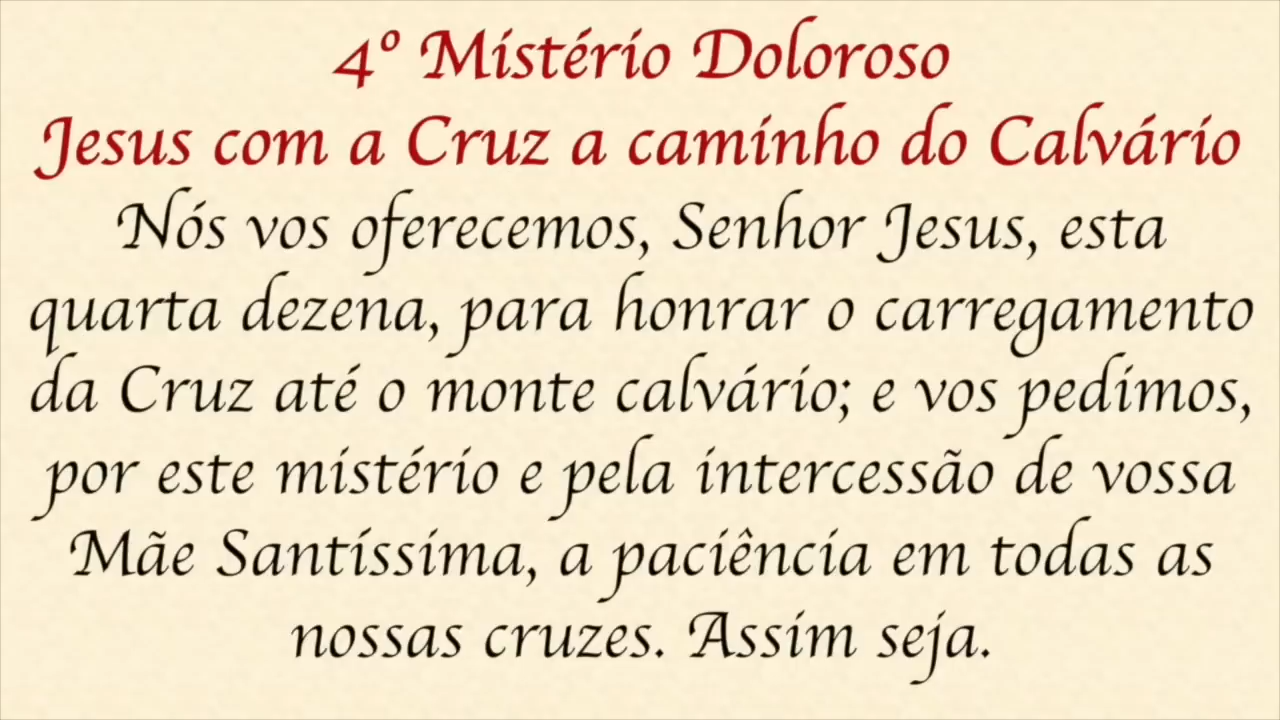 4º Mistério Doloroso
Jesus com a Cruz a caminho do Calvário
Nós vos oferecemos, Senhor Jesus, esta
quarta dezena, para honrar o carregamento
da Cruz até o monte calvário; e vos pedimos,
por este mistério e pela intercessão de vossa
Mãe Santíssima, a paciência em todas as
nossas cruzes. Assim seja.